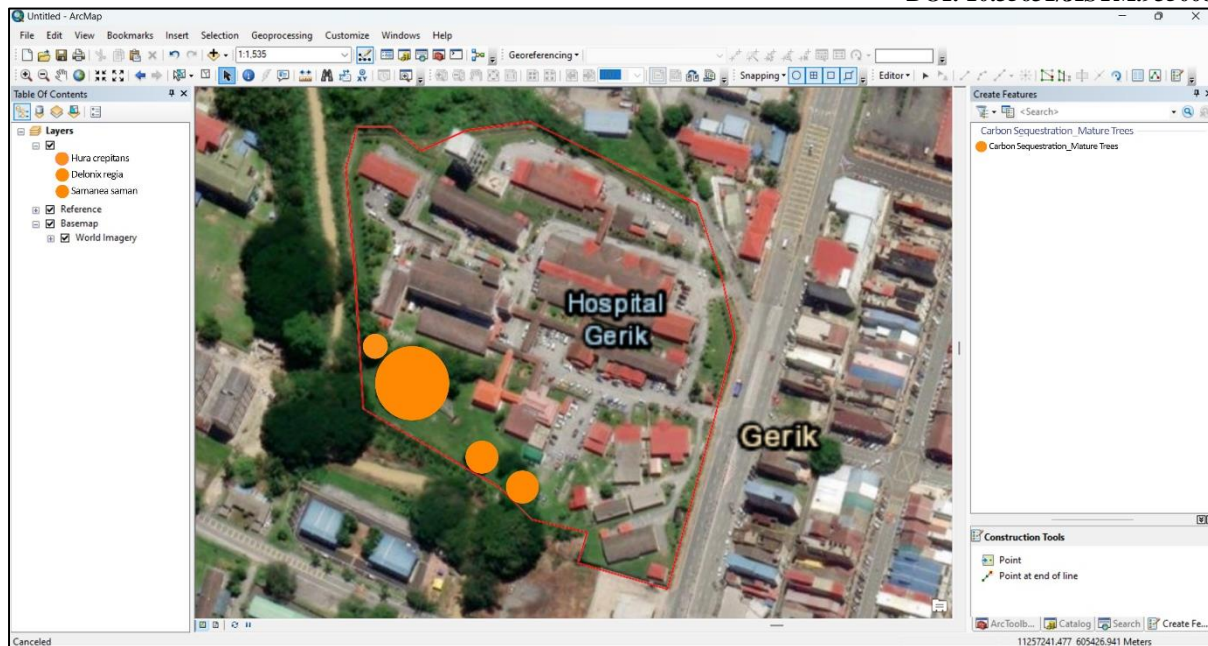 Untitled - ArcMap
File Edit View Bookmarks Insert Selection Geoprocessing Customize Windows Help
1:1,535
Georeferencing
Snapping
Editor
Table Of Contents
Layers
Hura crepitans
Delonix regia
Samanea saman
Reference
Basemap
World Imagery
Hospital
Gerik
Gerik
Create Features
<Search>
Carbon Sequestration_Mature Trees
Carbon Sequestration_Mature Trees
Construction Tools
Point
Point at end of line
ArcToolb...
Catalog
Search
Create Fe...
Canceled
11257241.477 605426.941 Meters